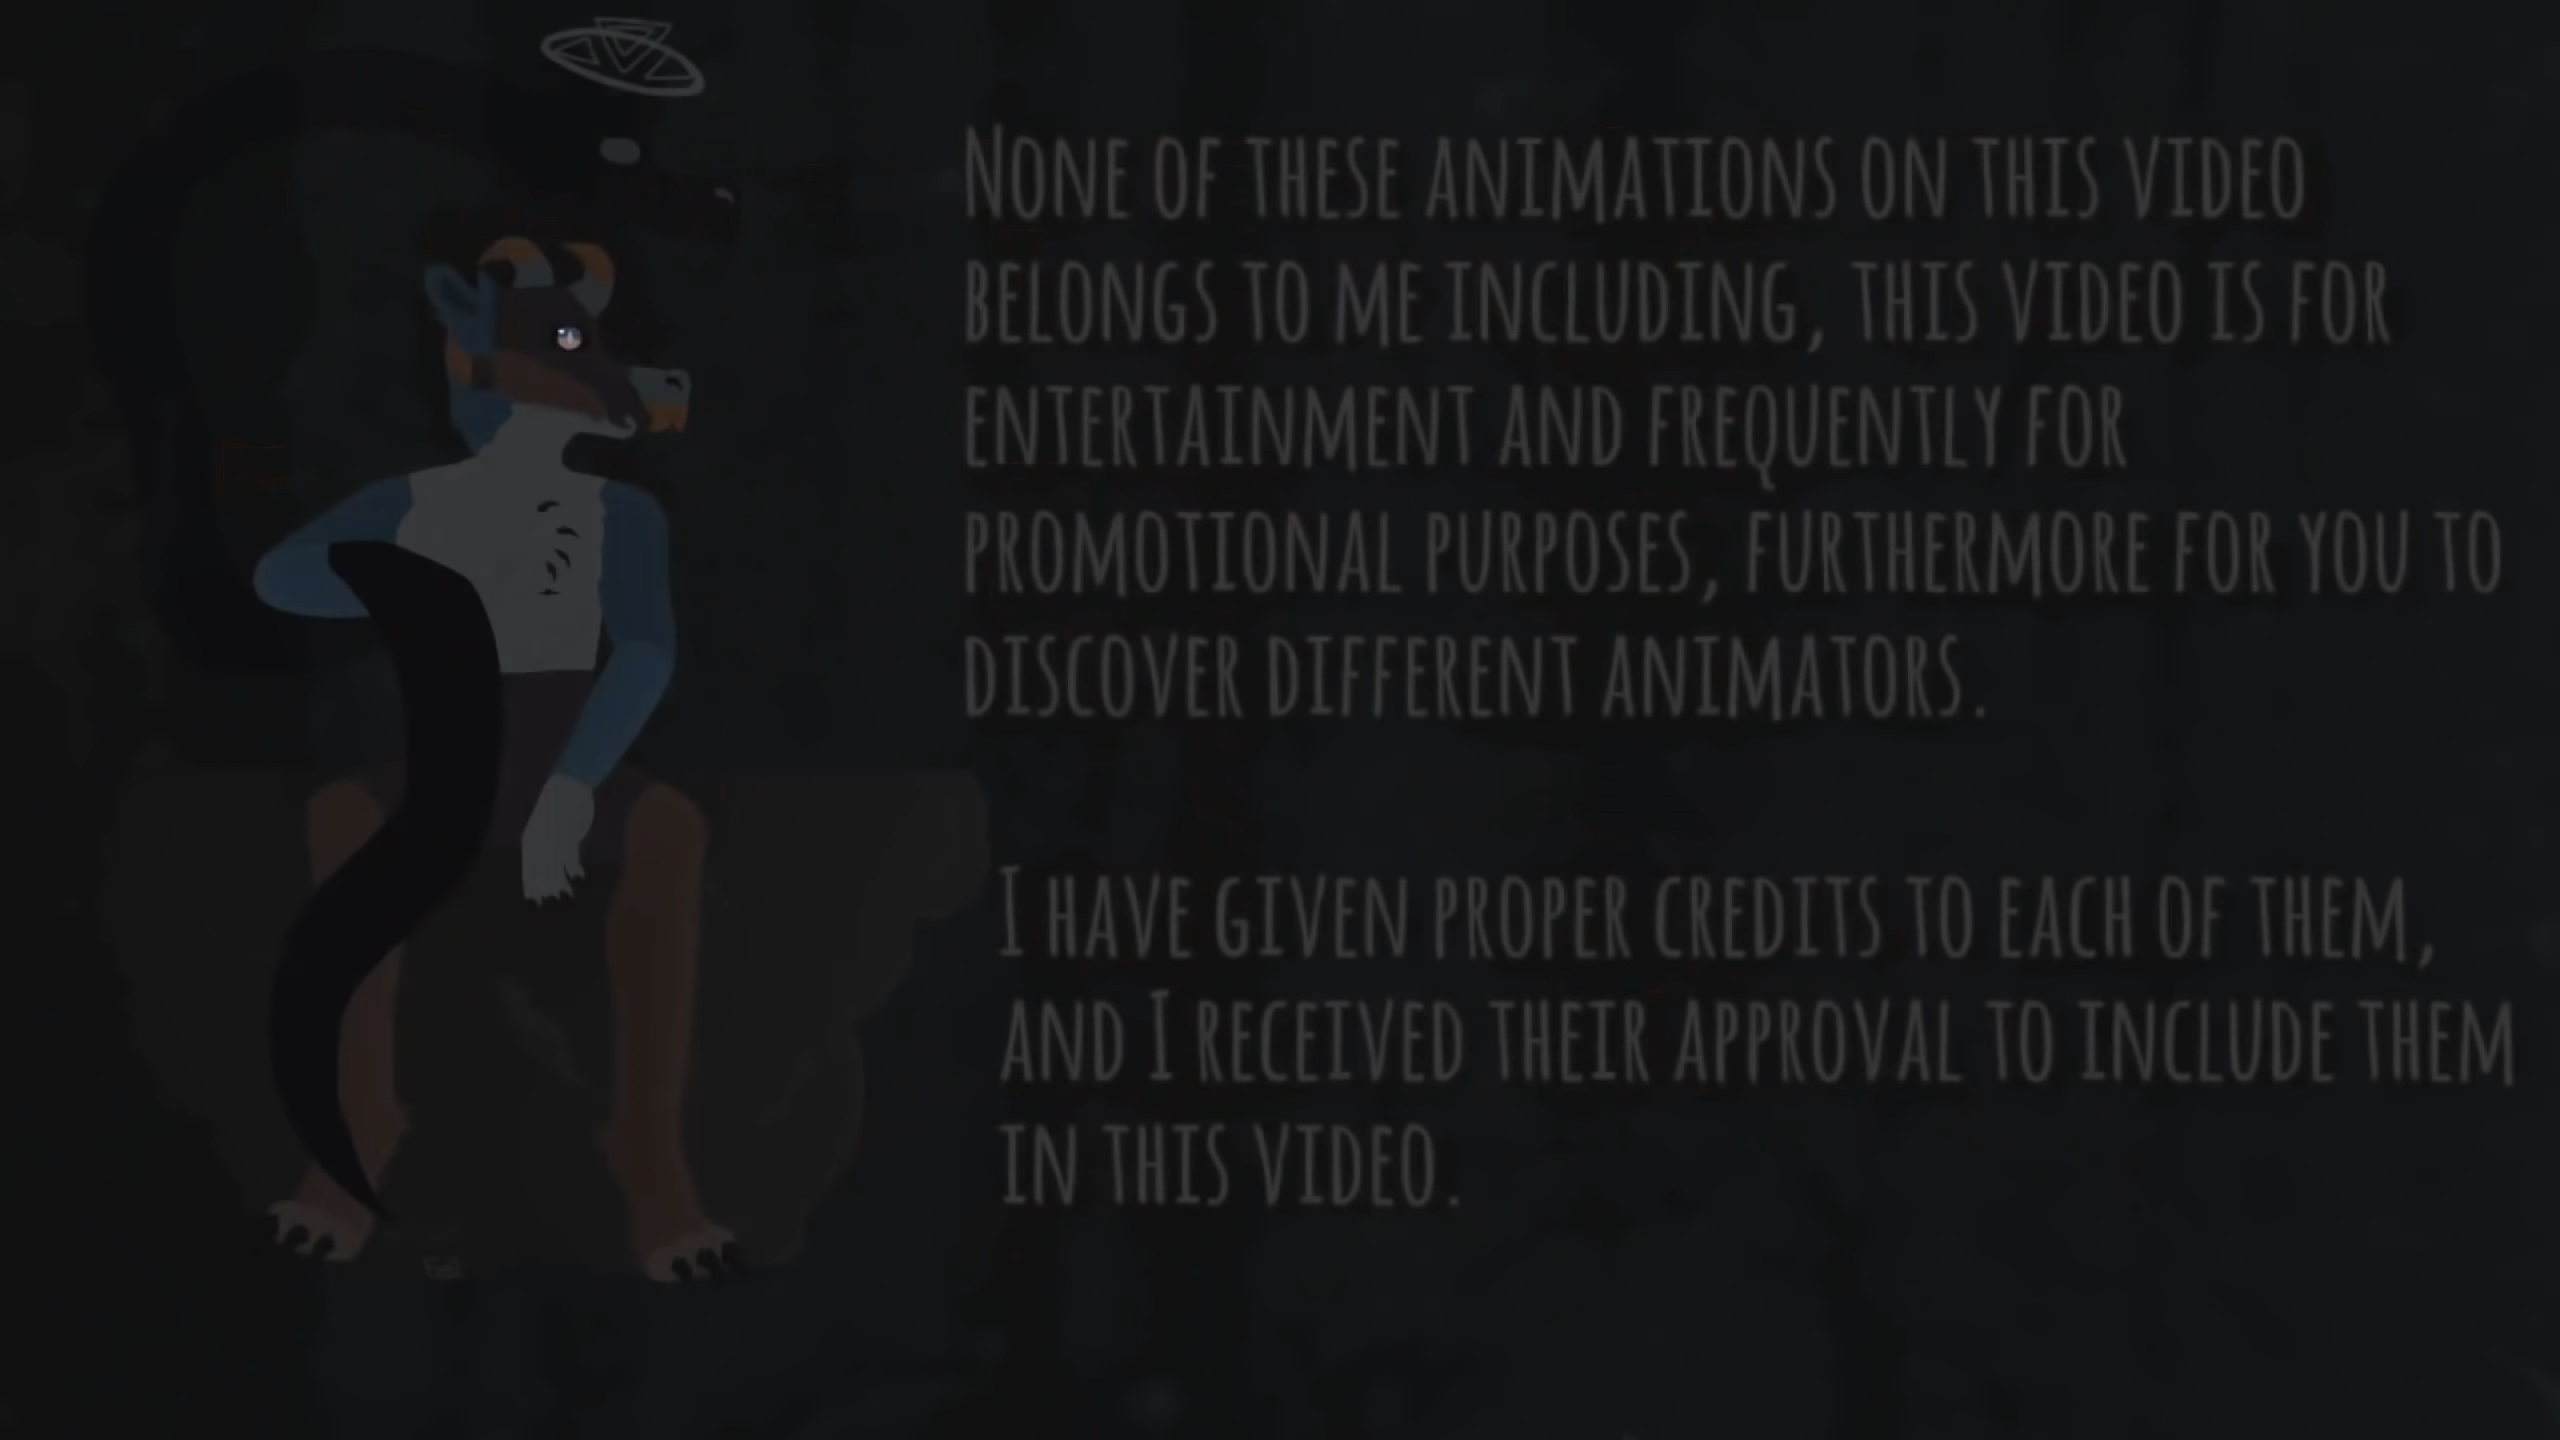 None of these animations on this video
belongs to me including, this video is for
entertainment and frequently for
promotional purposes, furthermore for you to
discover different animators.
I have given proper credits to each of them,
and I received their approval to include them
in this video.